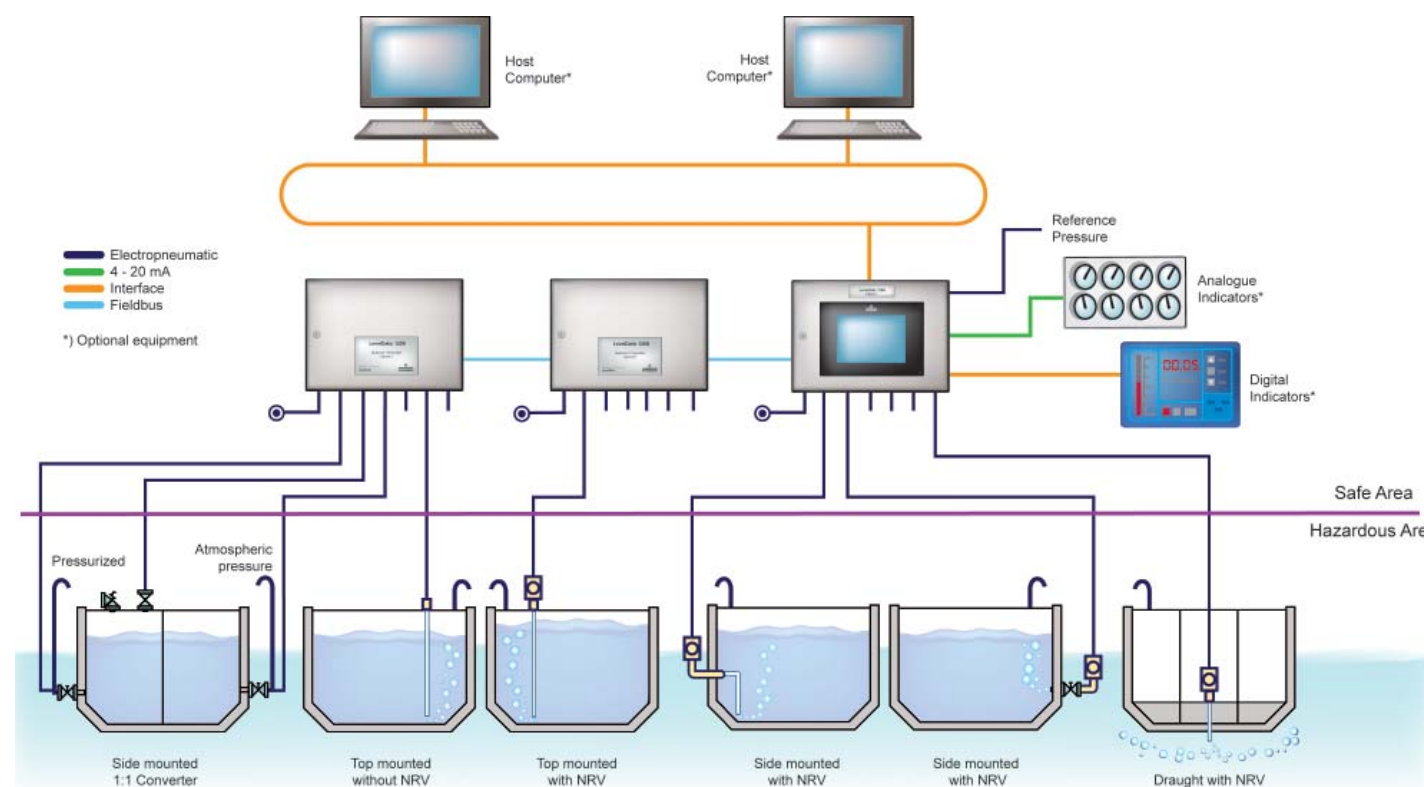 Host
Computer*
Host
Computer*
Reference
Pressure
Electropneumatic
4 - 20 mA
Interface
Fieldbus
*) Optional equipment
Analogue
Indicators*
00.05
Digital
Indicators*
Safe Area
Hazardous Are
Pressurized
Atmospheric
pressure
Side mounted
1:1 Converter
Top mounted
without NRV
Top mounted
with NRV
Side mounted
with NRV
Side mounted
with NRV
Draught with NRV